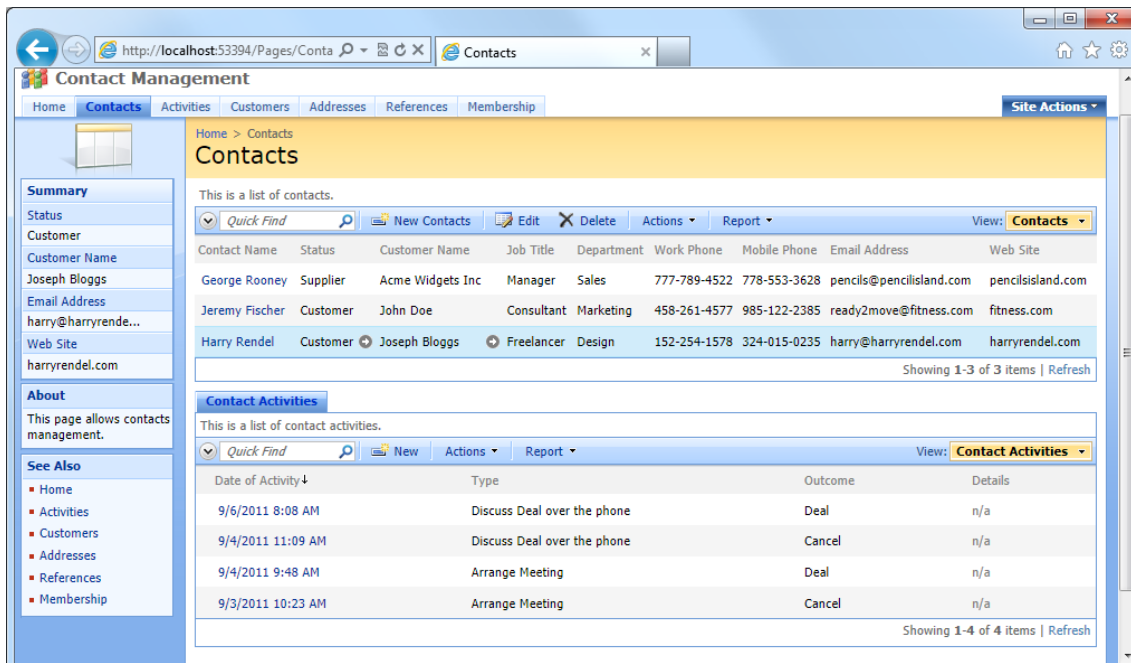 http://localhost:53394/Pages/Conta
Contacts
Contact Management
Home Contacts Activities Customers Addresses References Membership Site Actions
Summary
Status
Customer
Customer Name
Joseph Bloggs
Email Address
harry@harryrende...
Web Site
harryrendel.com
About
This page allows contacts
management.
See Also
Home
Activities
Customers
Addresses
References
Membership
Home > Contacts
Contacts
This is a list of contacts.
Quick Find New Contacts Edit Delete Actions Report View: Contacts
Contact Name Status Customer Name Job Title Department Work Phone Mobile Phone Email Address Web Site
George Rooney Supplier Acme Widgets Inc Manager Sales 777-789-4522 778-553-3628 pencils@pencilisland.com pencilsisland.com
Jeremy Fischer Customer John Doe Consultant Marketing 458-261-4577 985-122-2385 ready2move@fitness.com fitness.com
Harry Rendel Customer Joseph Bloggs Freelancer Design 152-254-1578 324-015-0235 harry@harryrendel.com harryrendel.com
Showing 1-3 of 3 items | Refresh
Contact Activities
This is a list of contact activities.
Quick Find New Actions Report View: Contact Activities
Date of Activity Type Outcome Details
9/6/2011 8:08 AM Discuss Deal over the phone Deal n/a
9/4/2011 11:09 AM Discuss Deal over the phone Cancel n/a
9/4/2011 9:48 AM Arrange Meeting Deal n/a
9/3/2011 10:23 AM Arrange Meeting Cancel n/a
Showing 1-4 of 4 items | Refresh